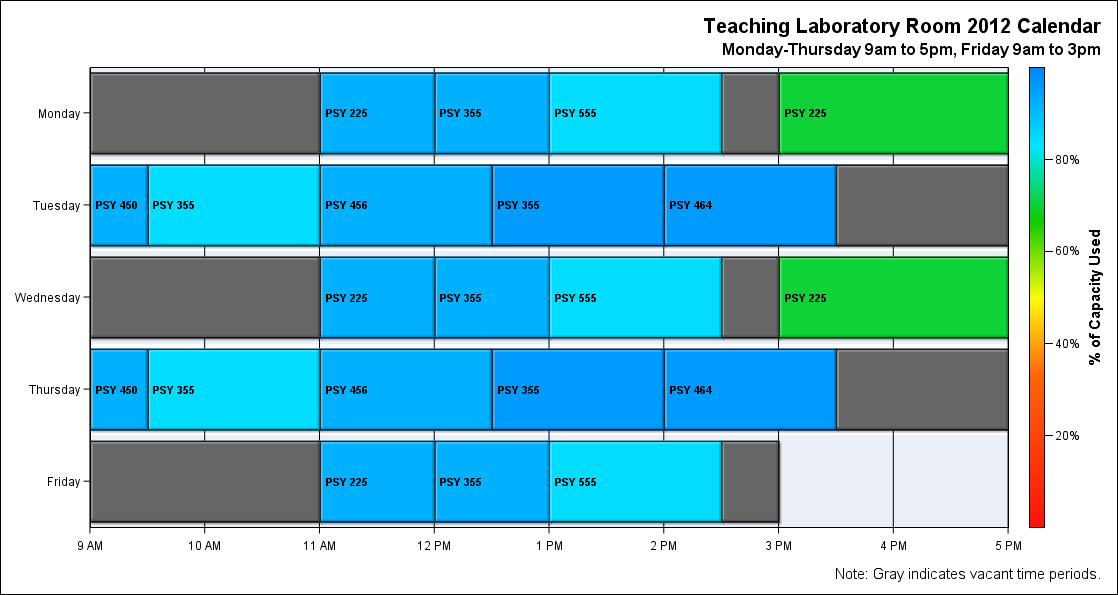 Teaching Laboratory Room 2012 Calendar
Monday-Thursday 9am to 5pm, Friday 9am to 3pm
Monday PSY 225 PSY 355 PSY 555 PSY 225
80%
Tuesday PSY 450 PSY 355 PSY 456 PSY 355 PSY 464
60%
Wednesday PSY 225 PSY 355 PSY 555 PSY 225
% of Capacity Used
40%
Thursday PSY 450 PSY 355 PSY 456 PSY 355 PSY 464
20%
Friday PSY 225 PSY 355 PSY 555
9 AM 10 AM 11 AM 12 PM 1 PM 2 PM 3 PM 4 PM 5 PM
Note: Gray indicates vacant time periods.